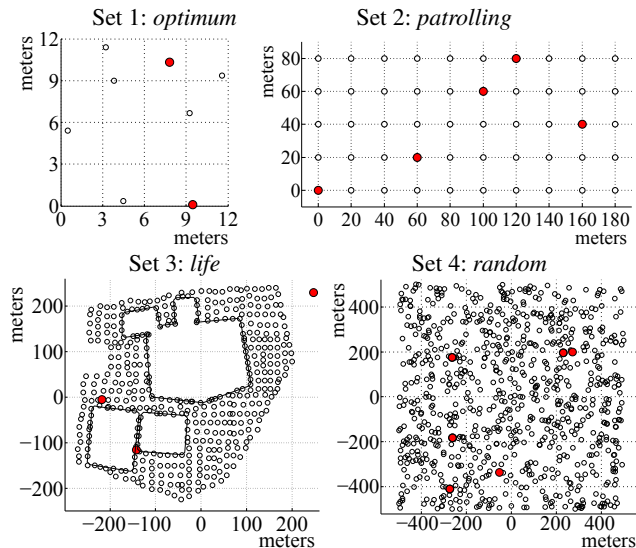 Set 1: optimum
Set 2: patrolling
meters
12
9
6
3
0
0 3 6 9 12
meters
meters
80
60
40
20
0
0 20 40 60 80 100 120 140 160 180
meters
Set 3: life
Set 4: random
meters
200
100
0
−100
−200
−200 −100 0 100 200
meters
meters
400
200
0
−200
−400
−400 −200 0 200 400
meters